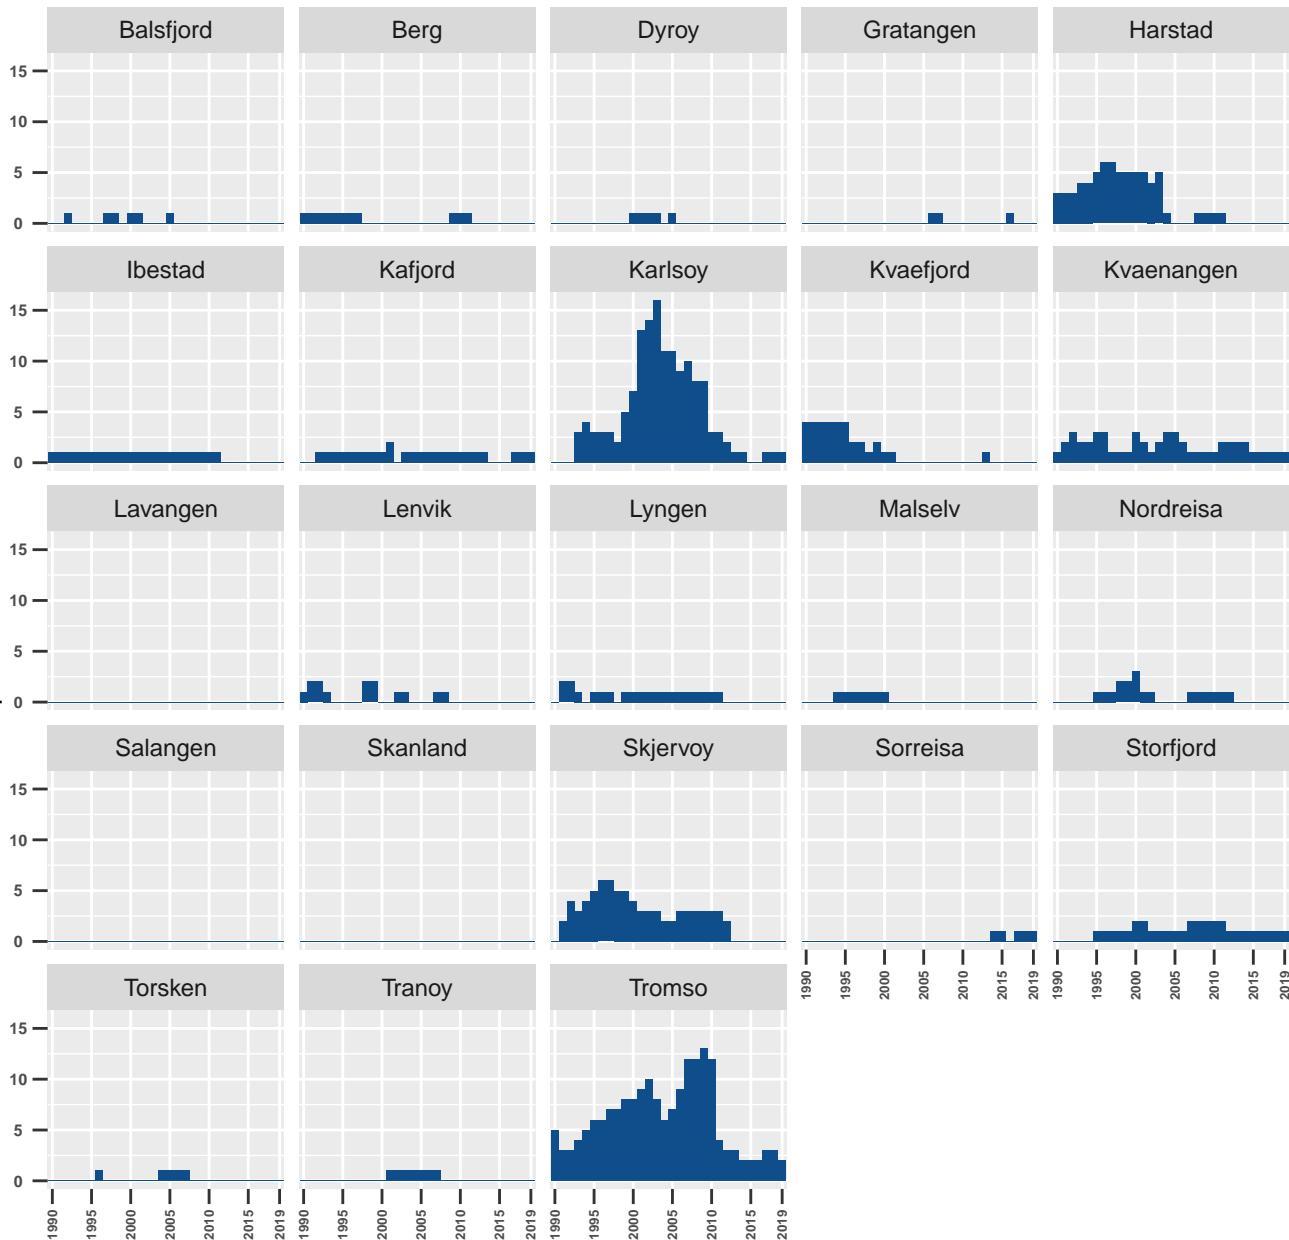 Balsfjord Berg Dyroy Gratangen Harstad
15
10
5
0
Ibestad Kafjord Karlsoy Kvaefjord Kvaenangen
15
10
5
0
Lavangen Lenvik Lyngen Malselv Nordreisa
15
10
5
0
Salangen Skanland Skjervoy Sorreisa Storfjord
15
10
5
0
1990 1995 2000 2005 2010 2015 2019 1990 1995 2000 2005 2010 2015 2019
Torsken Tranoy Tromso
15
10
5
0
1990 1995 2000 2005 2010 2015 2019 1990 1995 2000 2005 2010 2015 2019 1990 1995 2000 2005 2010 2015 2019